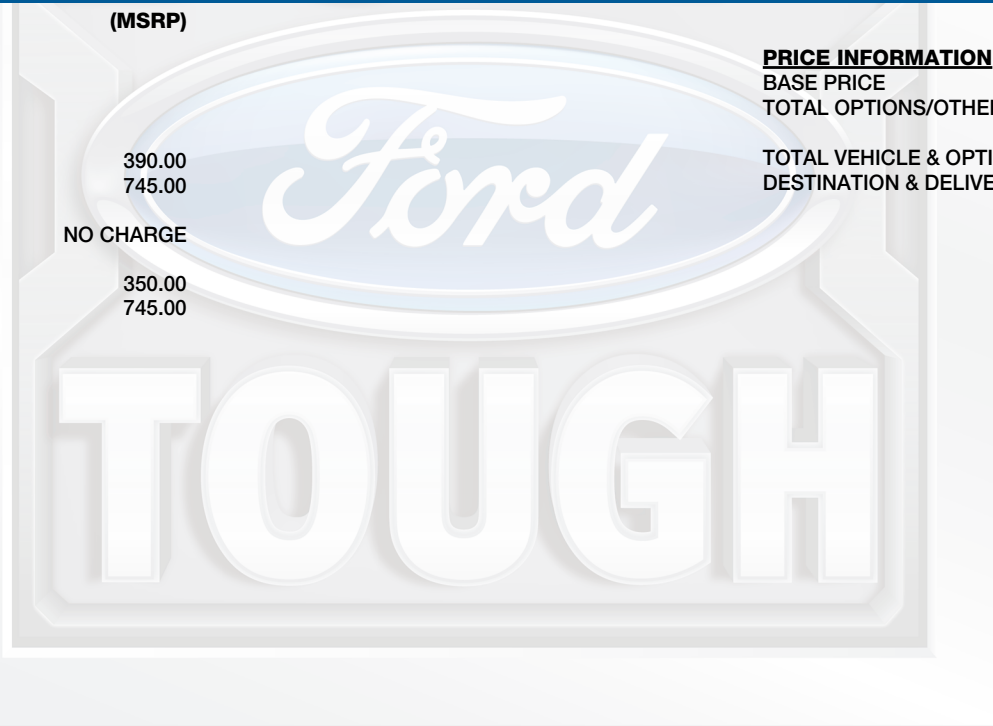 (MSRP)
390.00
745.00
NO CHARGE
350.00
745.00
PRICE INFORMATION
BASE PRICE
TOTAL OPTIONS/OTHER
TOTAL VEHICLE & OPTI
DESTINATION & DELIVE
Ford
TOUGH